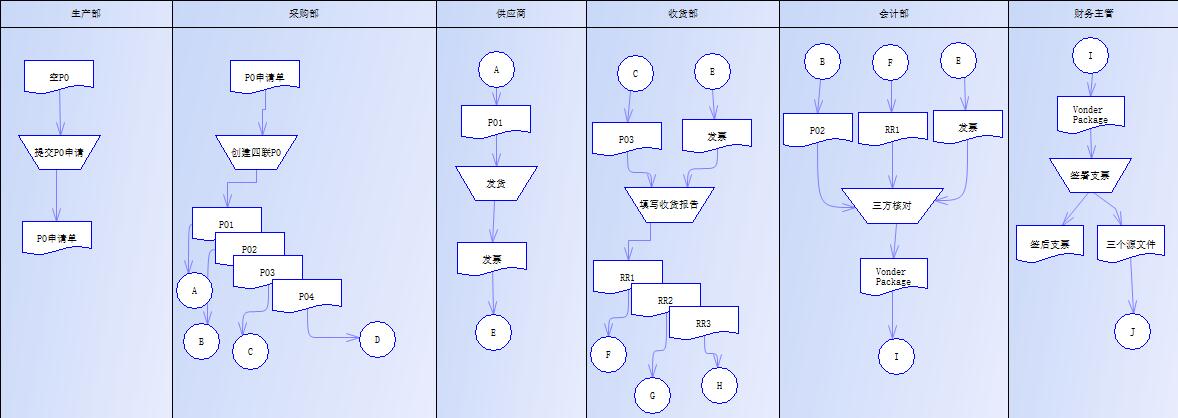 生产部
采购部
供应商
收货部
会计部
财务主管
空PO
提交PO申请
PO申请单
PO申请单
创建四联PO
PO1
PO2
PO3
PO4
A
B
C
D
A
PO1
发货
发票
E
C
E
PO3
发票
填写收货报告
RR1
RR2
RR3
F
G
H
B
F
E
PO2
RR1
发票
三方核对
Vonder
Package
I
I
Vonder
Package
签署支票
签后支票
三个源文件
J